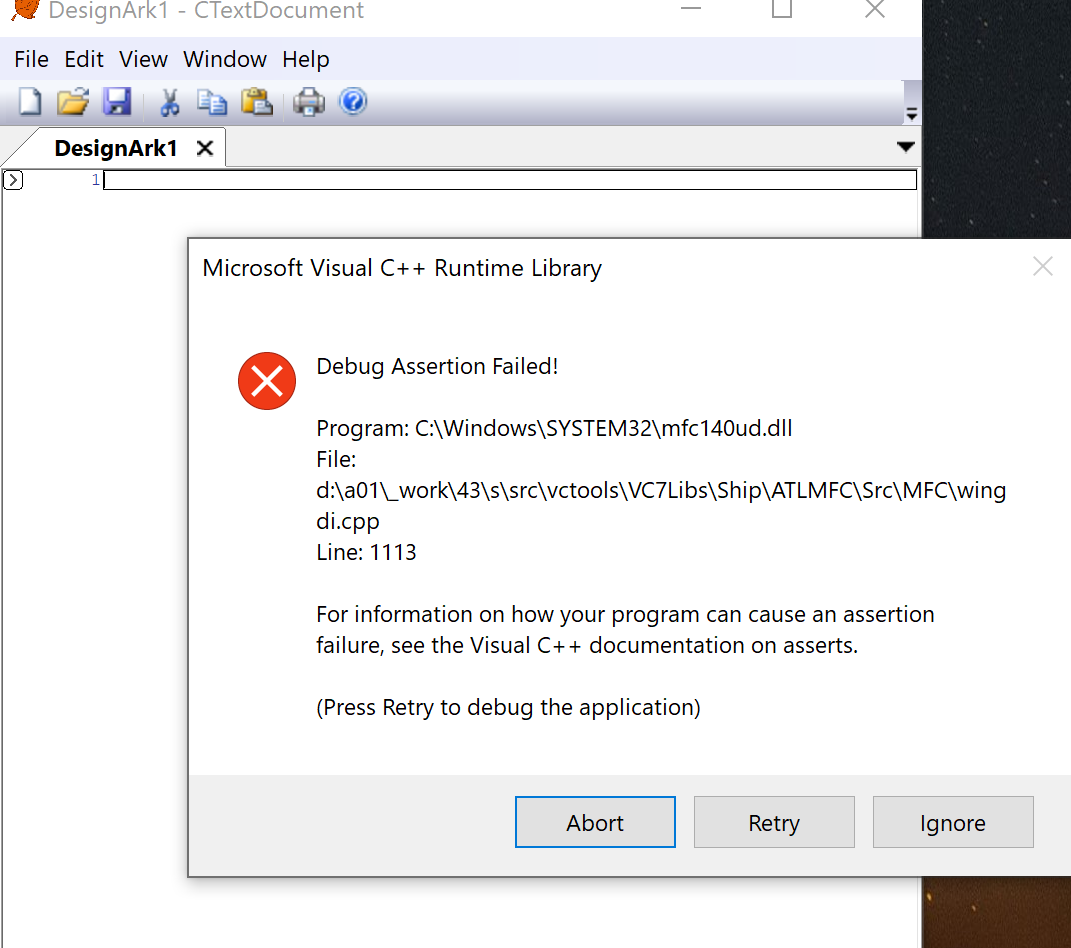 DesignArk1 - CTextDocument
File Edit View Window Help
DesignArk1
1
Microsoft Visual C++ Runtime Library
Debug Assertion Failed!
Program: C:\Windows\SYSTEM32\mfc140ud.dll
File:
d:\a01\_work\43\s\src\vctools\VC7Libs\Ship\ATLMFC\Src\MFC\wing
di.cpp
Line: 1113
For information on how your program can cause an assertion
failure, see the Visual C++ documentation on asserts.
(Press Retry to debug the application)
Abort Retry Ignore